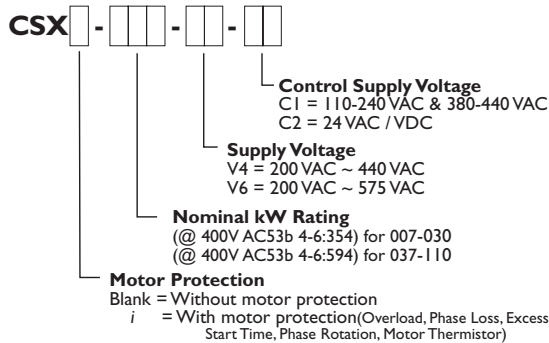 CSX - - -
Control Supply Voltage
C1 = 110-240 VAC & 380-440 VAC
C2 = 24 VAC / VDC
Supply Voltage
V4 = 200 VAC ~ 440 VAC
V6 = 200 VAC ~ 575 VAC
Nominal kW Rating
(@ 400V AC53b 4-6:354) for 007-030
(@ 400V AC53b 4-6:594) for 037-110
Motor Protection
Blank = Without motor protection
i = With motor protection(Overload, Phase Loss, Excess
Start Time, Phase Rotation, Motor Thermistor)